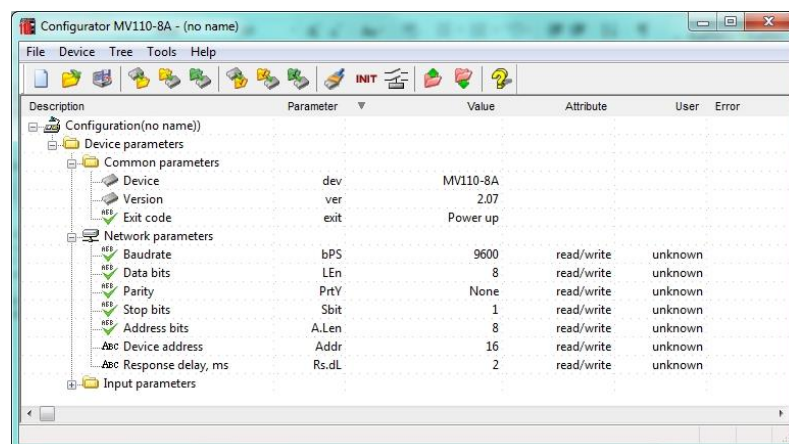 Configurator MV110-8A - (no name)
File Device Tree Tools Help
INIT
Description Parameter Value Attribute User Error
Configuration(no name))
Device parameters
Common parameters
Device dev MV110-8A
Version ver 2.07
Exit code exit Power up
Network parameters
Baudrate bPS 9600 read/write unknown
Data bits LEn 8 read/write unknown
Parity PrtY None read/write unknown
Stop bits Sbit 1 read/write unknown
Address bits A.Len 8 read/write unknown
ABC Device address Addr 16 read/write unknown
ABC Response delay, ms Rs.dL 2 read/write unknown
Input parameters